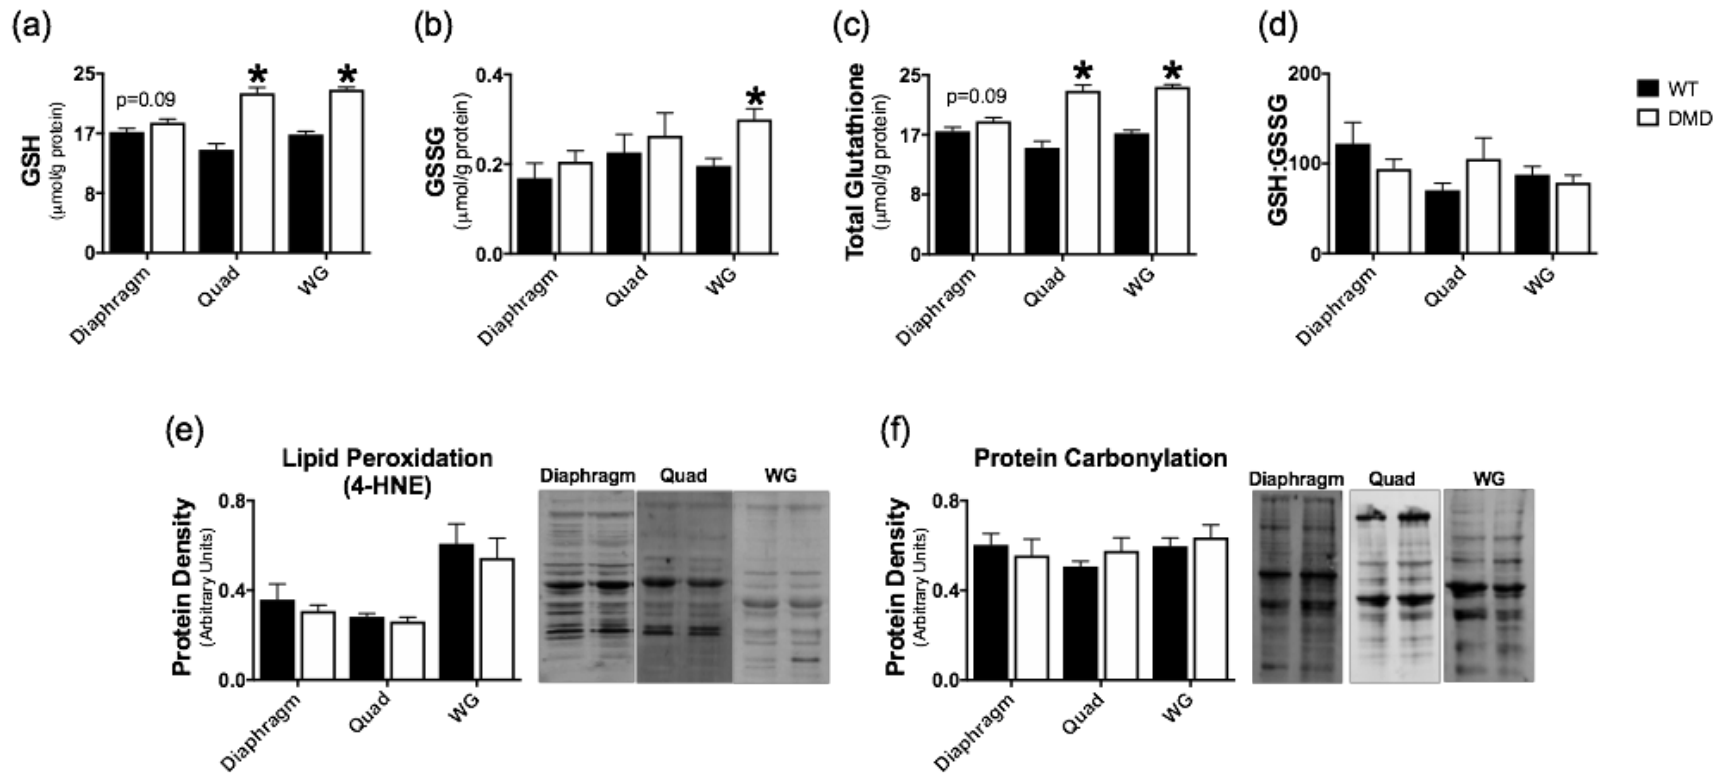 (a)
GSH
(μmol/g protein)
25
17
8
0
p=0.09
*
*
Diaphragm
Quad
WG
(b)
GSSG
(μmol/g protein)
0.4
0.2
0.0
*
Diaphragm
Quad
WG
(c)
Total Glutathione
(μmol/g protein)
25
17
8
0
p=0.09
*
*
Diaphragm
Quad
WG
(d)
GSH:GSSG
200
100
0
Diaphragm
Quad
WG
WT
DMD
(e)
Lipid Peroxidation
(4-HNE)
Protein Density
(Arbitrary Units)
0.8
0.4
0.0
Diaphragm
Quad
WG
Diaphragm
Quad
WG
(f)
Protein Carbonylation
Protein Density
(Arbitrary Units)
0.8
0.4
0.0
Diaphragm
Quad
WG
Diaphragm
Quad
WG